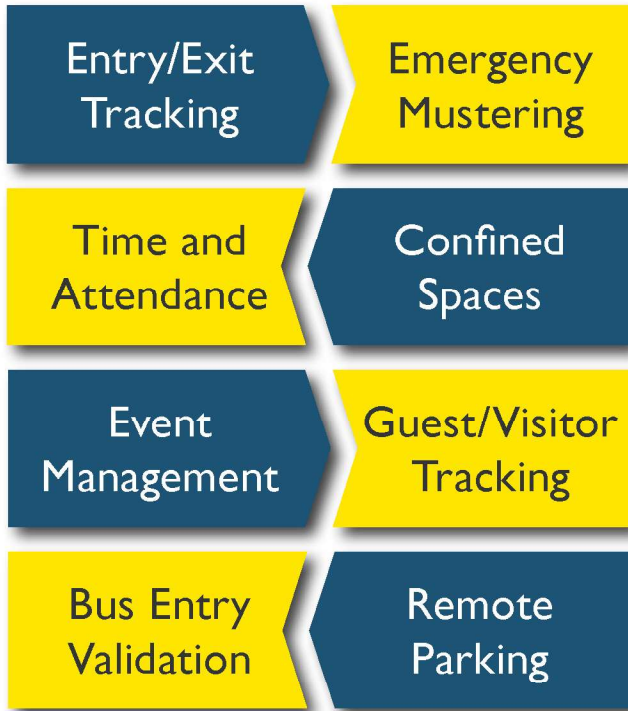 Entry/Exit
Tracking
Emergency
Mustering
Time and
Attendance
Confined
Spaces
Event
Management
Guest/Visitor
Tracking
Bus Entry
Validation
Remote
Parking